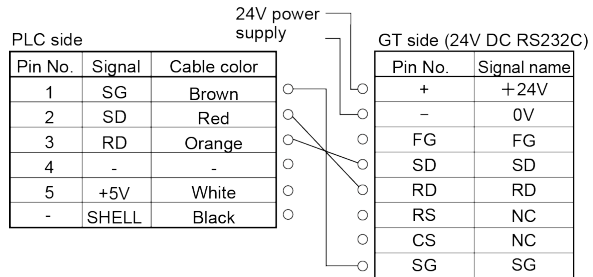 24V power
supply
PLC side
Pin No. Signal Cable color
1 SG Brown
2 SD Red
3 RD Orange
4 - -
5 +5V White
- SHELL Black
GT side (24V DC RS232C)
Pin No. Signal name
+ +24V
- 0V
FG FG
SD SD
RD RD
RS NC
CS NC
SG SG